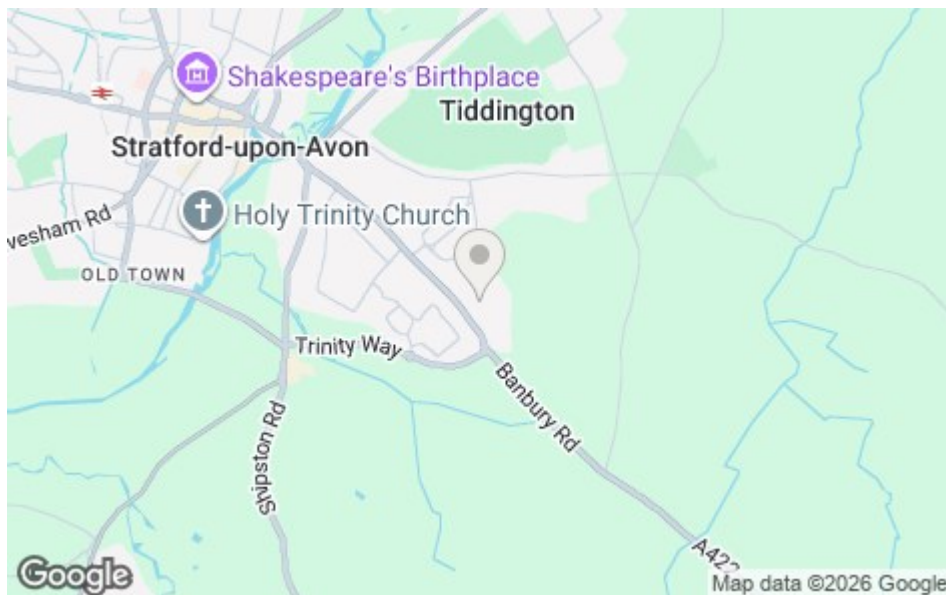 Shakespeare's Birthplace
Tiddington
Stratford-upon-Avon
Holy Trinity Church
vesham Rd
OLD TOWN
Trinity Way
Banbury Rd
Shipston Rd
A422
Google
Map data ©2026 Google